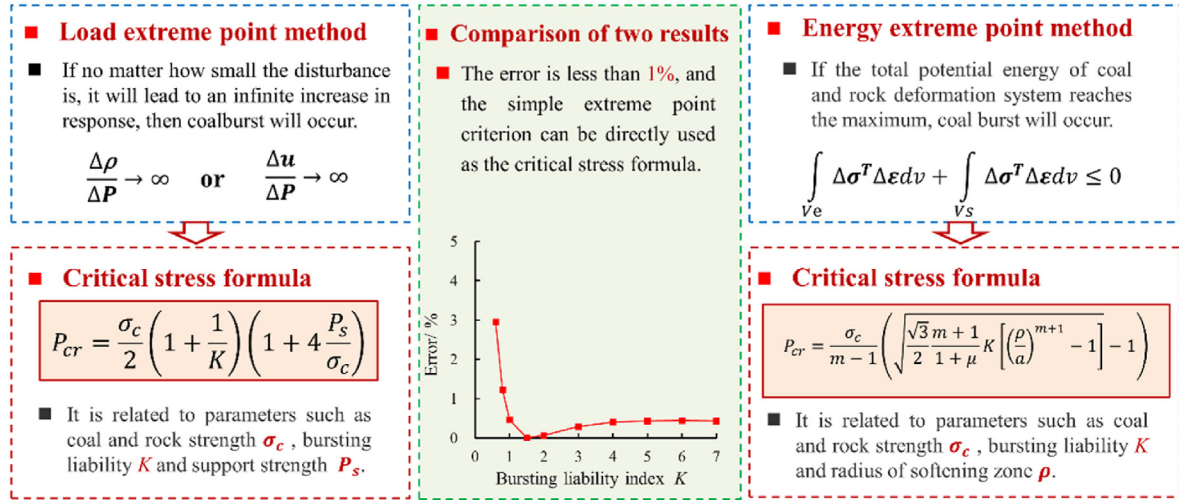 Load extreme point method
If no matter how small the disturbance
is, it will lead to an infinite increase in
response, then coalburst will occur.
Δρ/ΔP → ∞ or Δu/ΔP → ∞
Critical stress formula
P_cr = σ_c/2 (1 + 1/K)(1 + 4 P_s/σ_c)
It is related to parameters such as
coal and rock strength σ_c , bursting
liability K and support strength P_s.
Comparison of two results
The error is less than 1%, and
the simple extreme point
criterion can be directly used
as the critical stress formula.
Error/ %
5
4
3
2
1
0
0 1 2 3 4 5 6 7
Bursting liability index K
Energy extreme point method
If the total potential energy of coal
and rock deformation system reaches
the maximum, coal burst will occur.
∫_Ve Δσ^T Δε dv + ∫_Vs Δσ^T Δε dv ≤ 0
Critical stress formula
P_cr = σ_c/(m − 1) (√(√3/2 (m + 1)/(1 + μ) K [(ρ/a)^(m+1) − 1]) − 1)
It is related to parameters such as coal
and rock strength σ_c , bursting liability K
and radius of softening zone ρ.